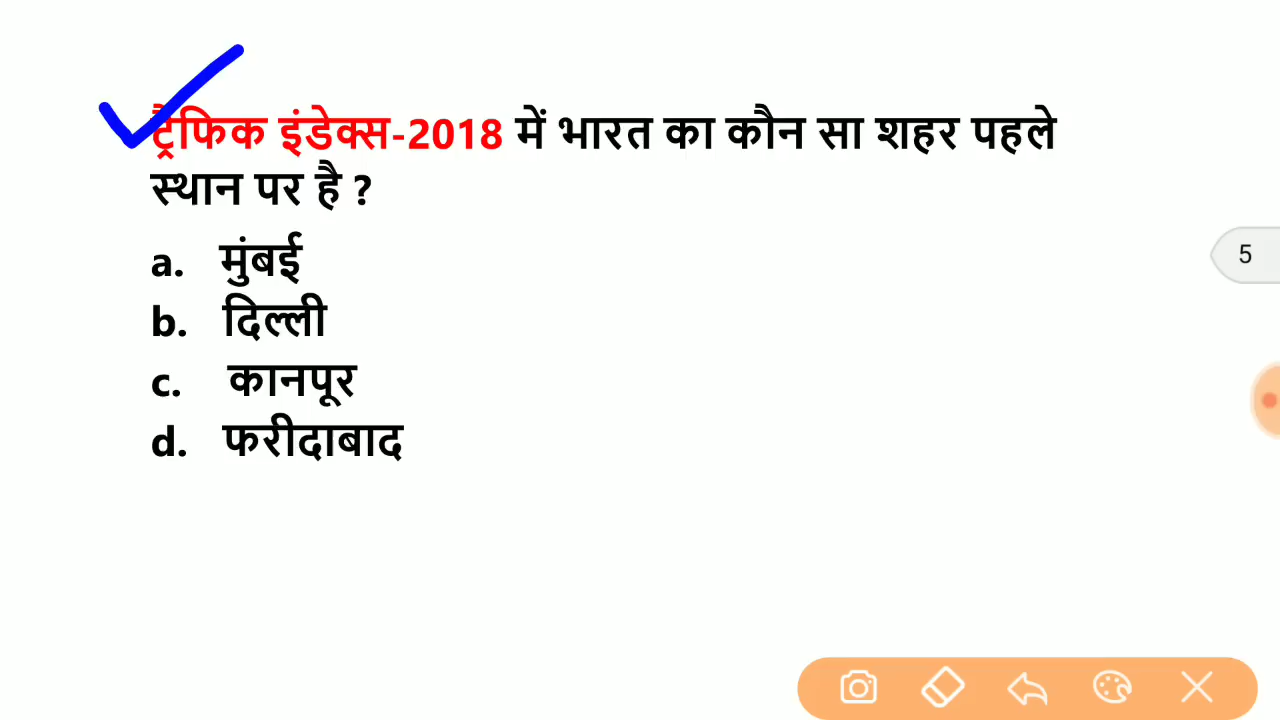 ट्रैफिक इंडेक्स-2018 में भारत का कौन सा शहर पहले
स्थान पर है ?
a. मुंबई
b. दिल्ली
c. कानपूर
d. फरीदाबाद
5